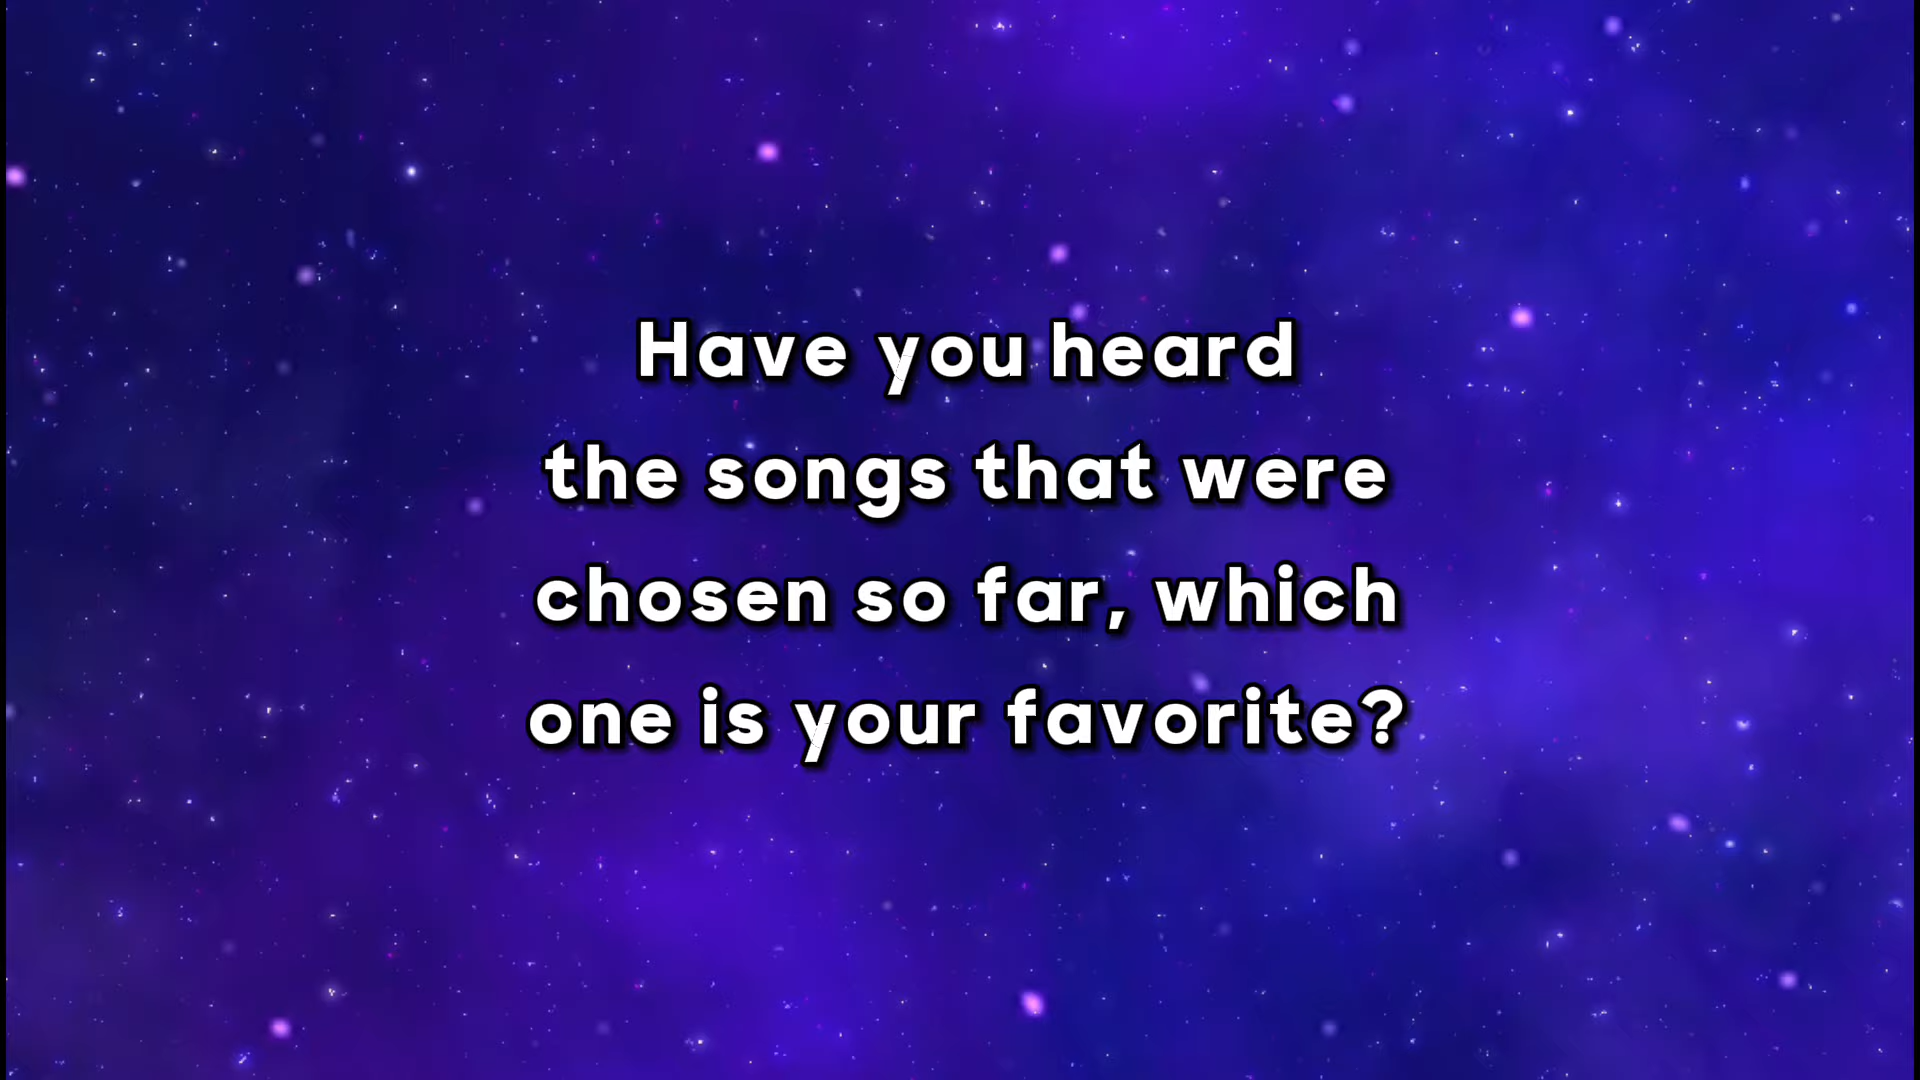 Have you heard
the songs that were
chosen so far, which
one is your favorite?